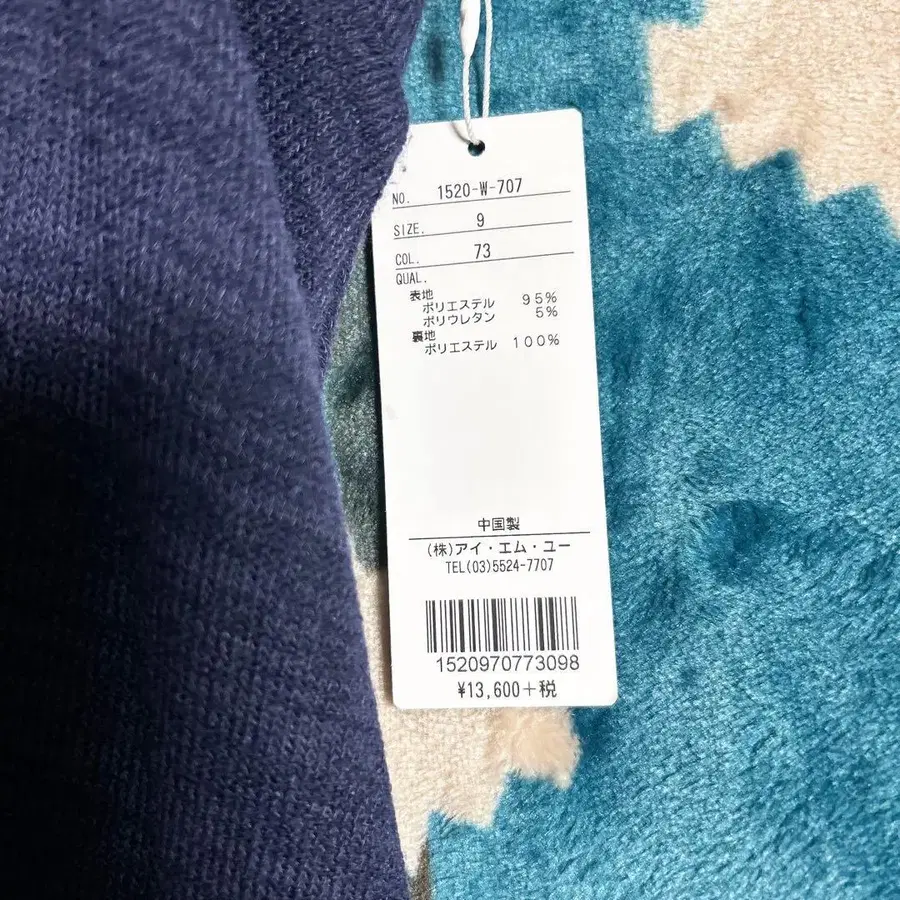 NO. 1520-W-707
SIZE. 9
COL. 73
QUAL.
表地
ポリエステル 95%
ポリウレタン 5%
裏地
ポリエステル 100%
中国製
(株)アイ・エム・ユー
TEL(03)5524-7707
1520970773098
¥13,600+税